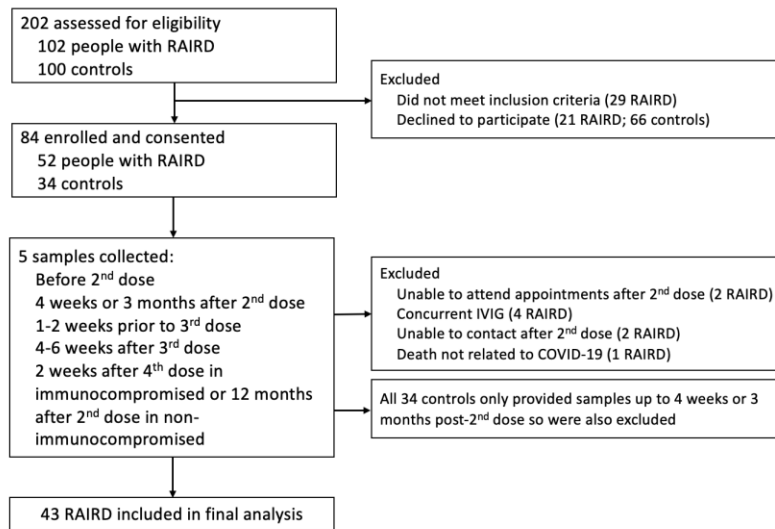 202 assessed for eligibility
102 people with RAIRD
100 controls
Excluded
Did not meet inclusion criteria (29 RAIRD)
Declined to participate (21 RAIRD; 66 controls)
84 enrolled and consented
52 people with RAIRD
34 controls
5 samples collected:
Before 2nd dose
4 weeks or 3 months after 2nd dose
1-2 weeks prior to 3rd dose
4-6 weeks after 3rd dose
2 weeks after 4th dose in
immunocompromised or 12 months
after 2nd dose in non-
immunocompromised
Excluded
Unable to attend appointments after 2nd dose (2 RAIRD)
Concurrent IVIG (4 RAIRD)
Unable to contact after 2nd dose (2 RAIRD)
Death not related to COVID-19 (1 RAIRD)
All 34 controls only provided samples up to 4 weeks or 3
months post-2nd dose so were also excluded
43 RAIRD included in final analysis